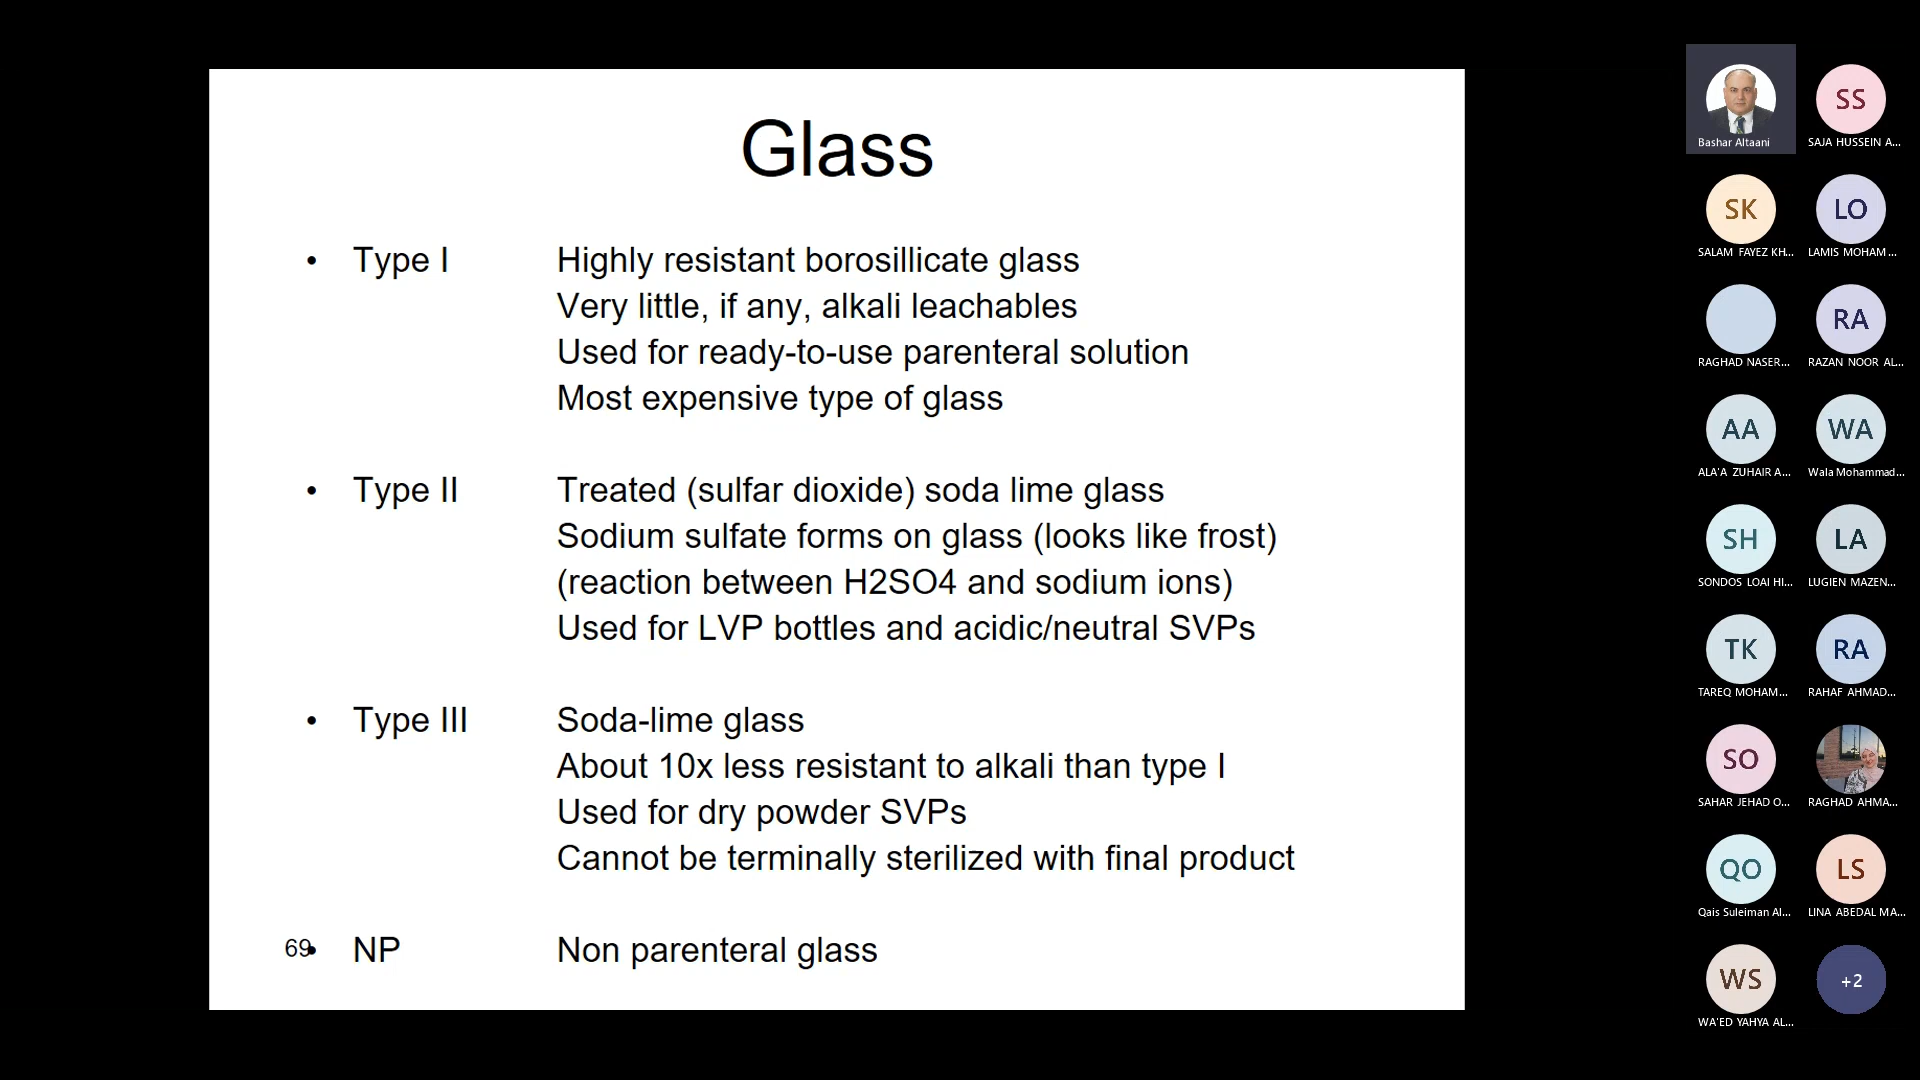 Glass
• Type I Highly resistant borosillicate glass
Very little, if any, alkali leachables
Used for ready-to-use parenteral solution
Most expensive type of glass
• Type II Treated (sulfar dioxide) soda lime glass
Sodium sulfate forms on glass (looks like frost)
(reaction between H2SO4 and sodium ions)
Used for LVP bottles and acidic/neutral SVPs
• Type III Soda-lime glass
About 10x less resistant to alkali than type I
Used for dry powder SVPs
Cannot be terminally sterilized with final product
• NP Non parenteral glass
69
Bashar Altaani
SS
SAJA HUSSEIN A...
SK
SALAM FAYEZ KH...
LO
LAMIS MOHAM...
RAGHAD NASER...
RA
RAZAN NOOR AL...
AA
ALA'A ZUHAIR A...
WA
Wala Mohammad...
SH
SONDOS LOAI HI...
LA
LUGIEN MAZEN...
TK
TAREQ MOHAM...
RA
RAHAF AHMAD...
SO
SAHAR JEHAD O...
RAGHAD AHMA...
QO
Qais Suleiman Al...
LS
LINA ABEDAL MA...
WS
WA'ED YAHYA AL...
+2